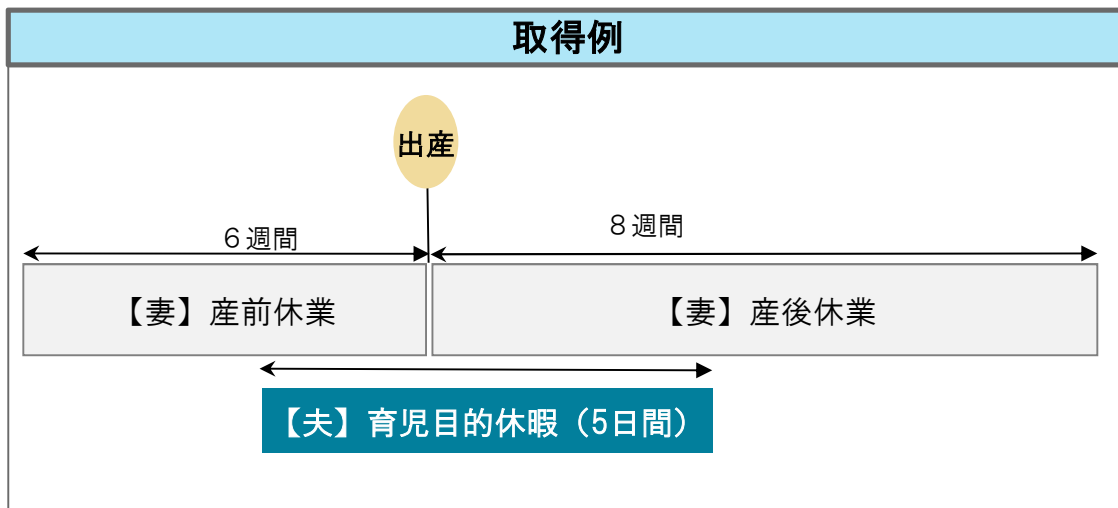 取得例
出産
６週間
８週間
【妻】産前休業
【妻】産後休業
【夫】育児目的休暇（5日間）